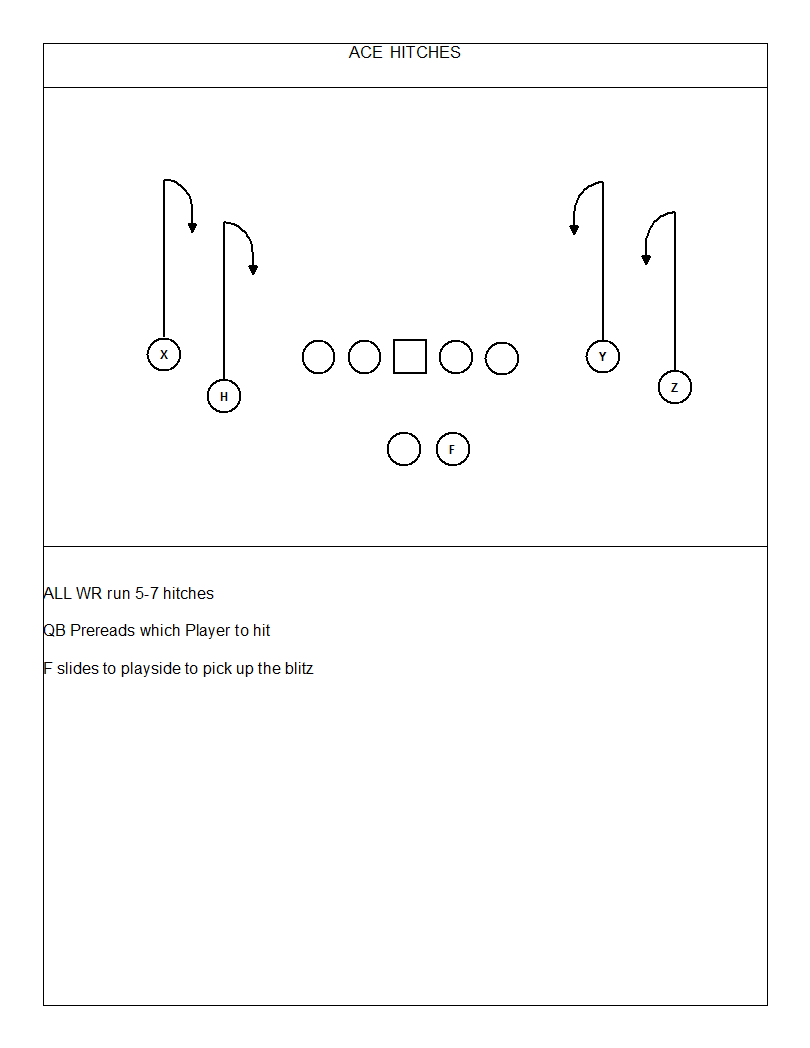 ACE HITCHES
X
Y
Z
H
F
ALL WR run 5-7 hitches
QB Prereads which Player to hit
F slides to playside to pick up the blitz